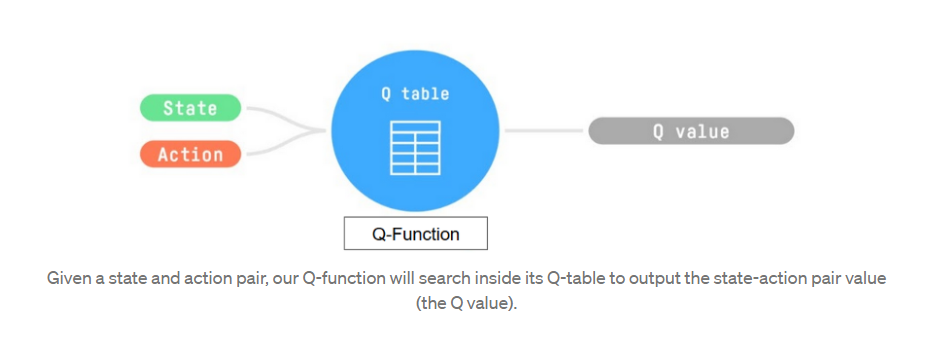 State
Action
Q table
Q value
Q-Function
Given a state and action pair, our Q-function will search inside its Q-table to output the state-action pair value
(the Q value).